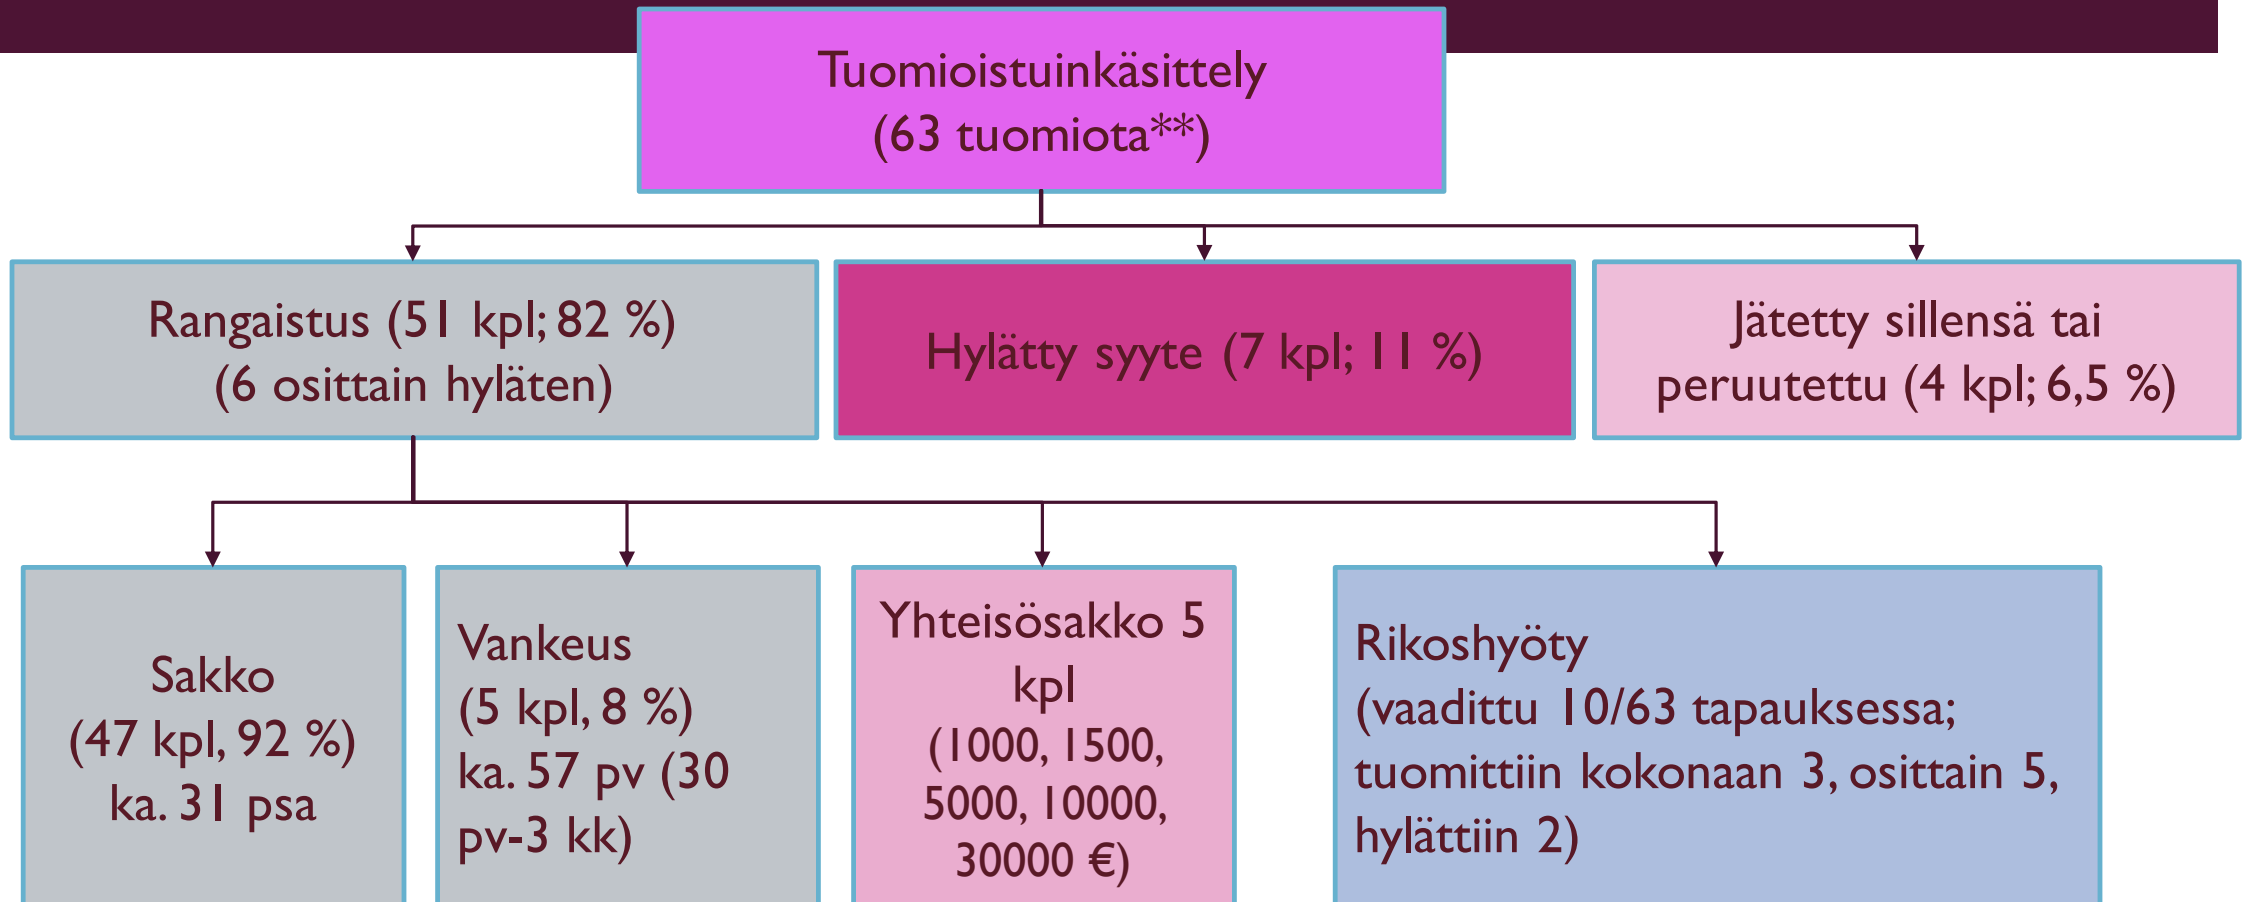 Tuomioistuinkäsittely
(63 tuomiota**)
Rangaistus (51 kpl; 82 %)
(6 osittain hyläten)
Hylätty syyte (7 kpl; 11 %)
Jätetty sillensä tai
peruutettu (4 kpl; 6,5 %)
Sakko
(47 kpl, 92 %)
ka. 31 psa
Vankeus
(5 kpl, 8 %)
ka. 57 pv (30
pv-3 kk)
Yhteisösakko 5
kpl
(1000, 1500,
5000, 10000,
30000 €)
Rikoshyöty
(vaadittu 10/63 tapauksessa;
tuomittiin kokonaan 3, osittain 5,
hylättiin 2)